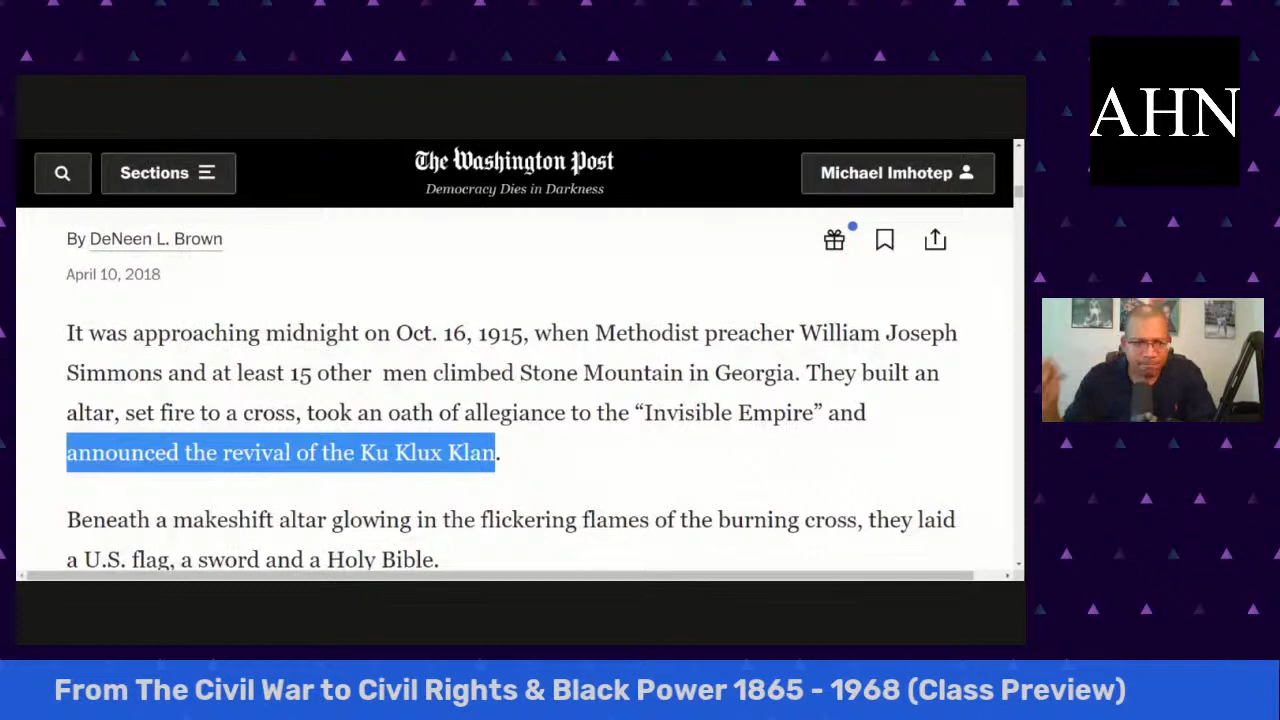 AHN
Sections
The Washington Post
Democracy Dies in Darkness
Michael Imhotep
By DeNeen L. Brown
April 10, 2018
It was approaching midnight on Oct. 16, 1915, when Methodist preacher William Joseph
Simmons and at least 15 other men climbed Stone Mountain in Georgia. They built an
altar, set fire to a cross, took an oath of allegiance to the “Invisible Empire” and
announced the revival of the Ku Klux Klan.
Beneath a makeshift altar glowing in the flickering flames of the burning cross, they laid
a U.S. flag, a sword and a Holy Bible.
From The Civil War to Civil Rights & Black Power 1865 - 1968 (Class Preview)